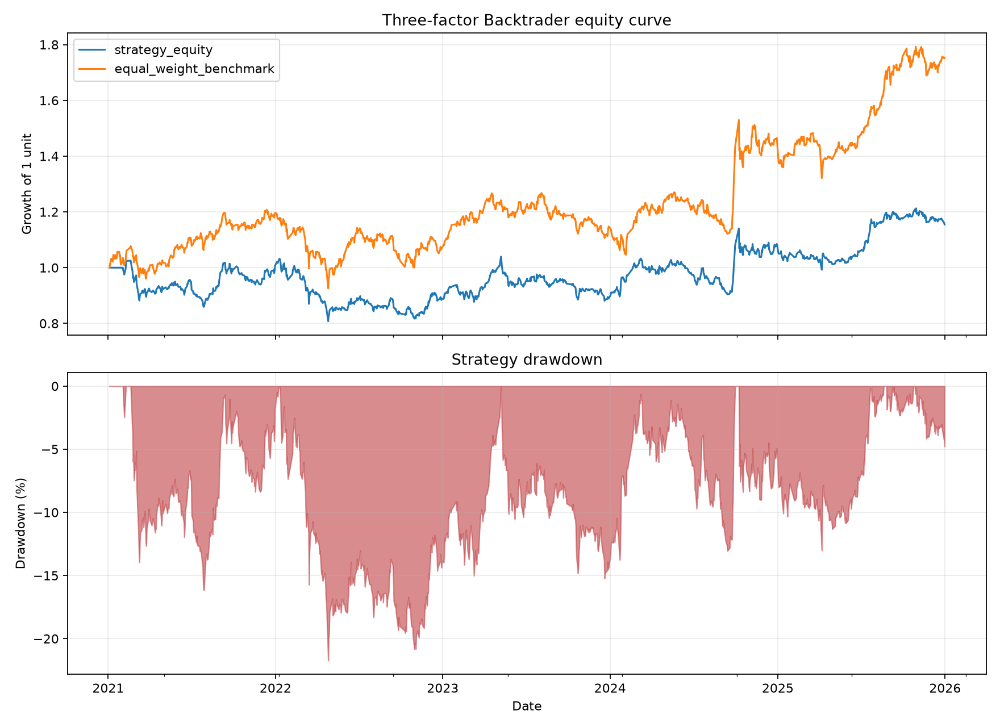 Three-factor Backtrader equity curve
strategy_equity
equal_weight_benchmark
Growth of 1 unit
1.8
1.6
1.4
1.2
1.0
0.8
Strategy drawdown
Drawdown (%)
0
−5
−10
−15
−20
2021 2022 2023 2024 2025 2026
Date